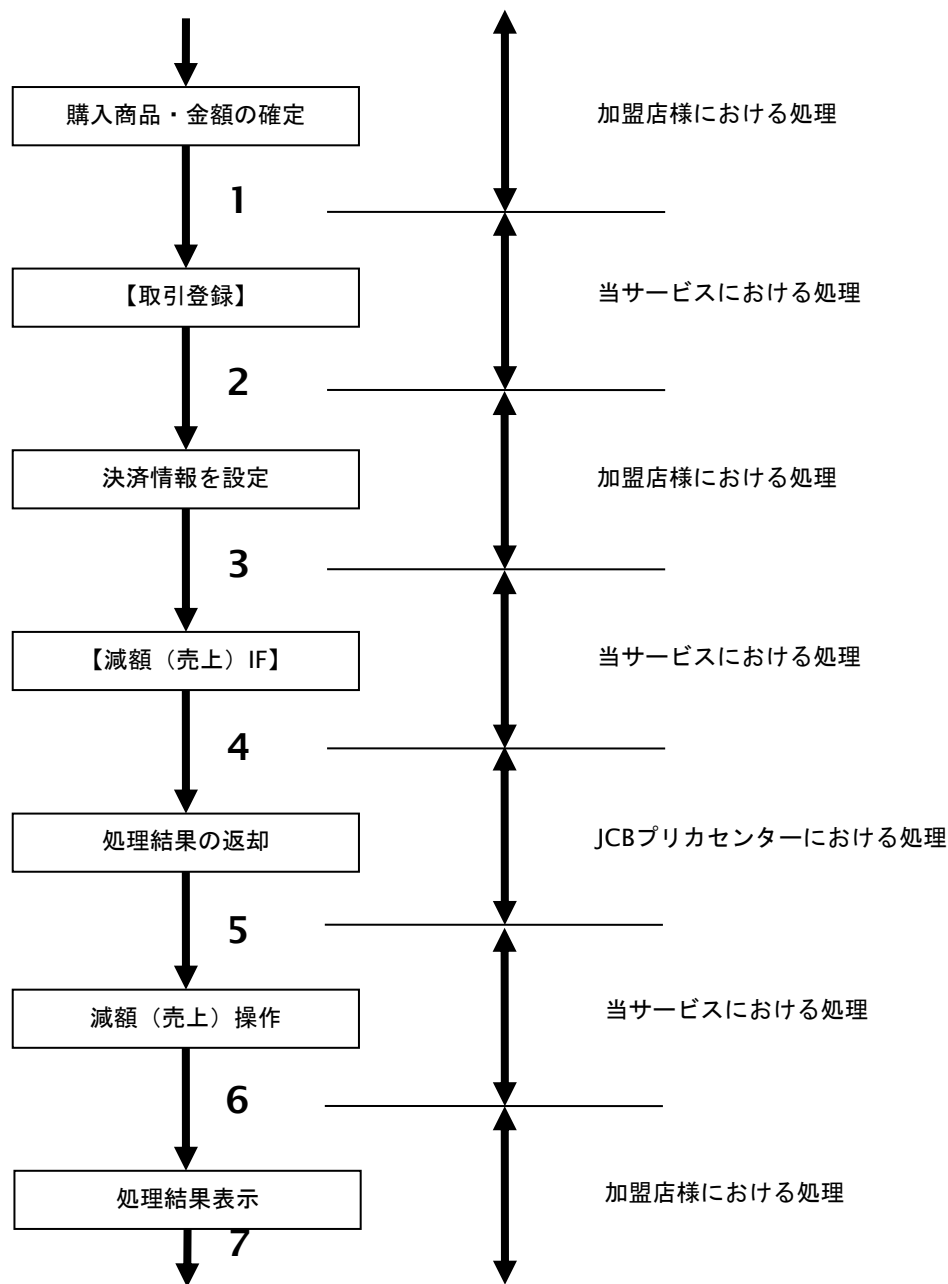 購入商品・金額の確定
加盟店様における処理
1
【取引登録】
当サービスにおける処理
2
決済情報を設定
加盟店様における処理
3
【減額（売上）IF】
当サービスにおける処理
4
処理結果の返却
JCBプリカセンターにおける処理
5
減額（売上）操作
当サービスにおける処理
6
処理結果表示
加盟店様における処理
7